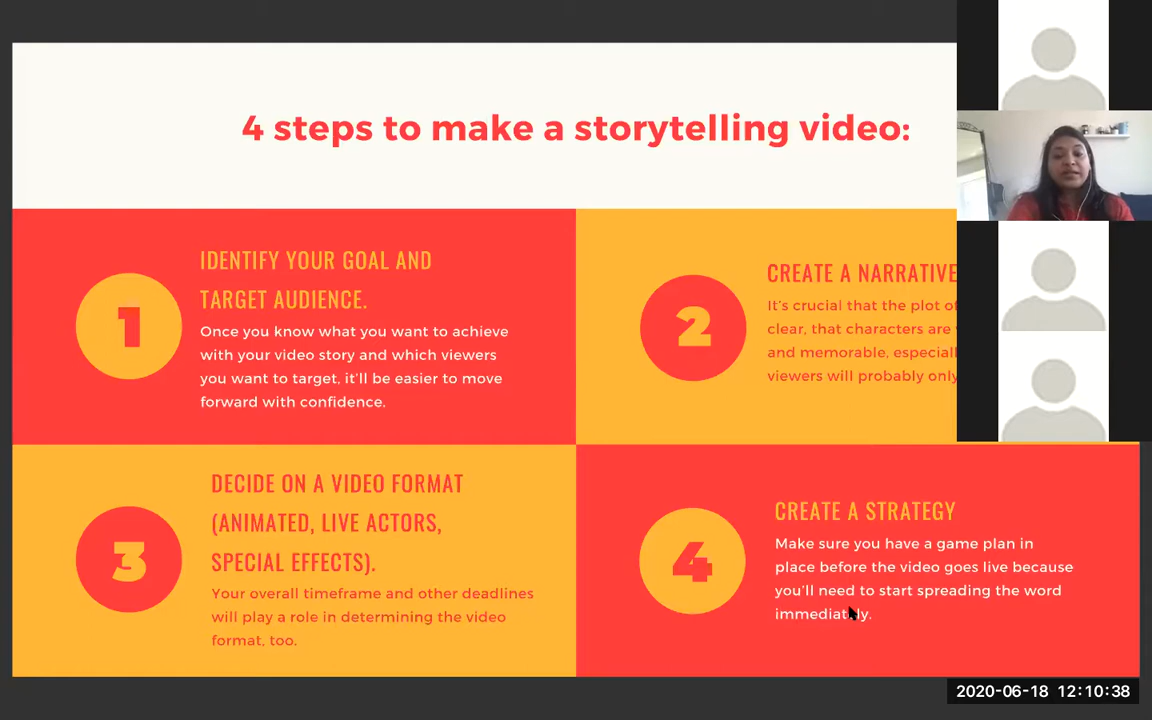 4 steps to make a storytelling video:
1
IDENTIFY YOUR GOAL AND
TARGET AUDIENCE.
Once you know what you want to achieve
with your video story and which viewers
you want to target, it'll be easier to move
forward with confidence.
2
CREATE A NARRATIVE
It's crucial that the plot of
clear, that characters are
and memorable, especiall
viewers will probably only
3
DECIDE ON A VIDEO FORMAT
(ANIMATED, LIVE ACTORS,
SPECIAL EFFECTS).
Your overall timeframe and other deadlines
will play a role in determining the video
format, too.
4
CREATE A STRATEGY
Make sure you have a game plan in
place before the video goes live because
you'll need to start spreading the word
immediately.
2020-06-18 12:10:38